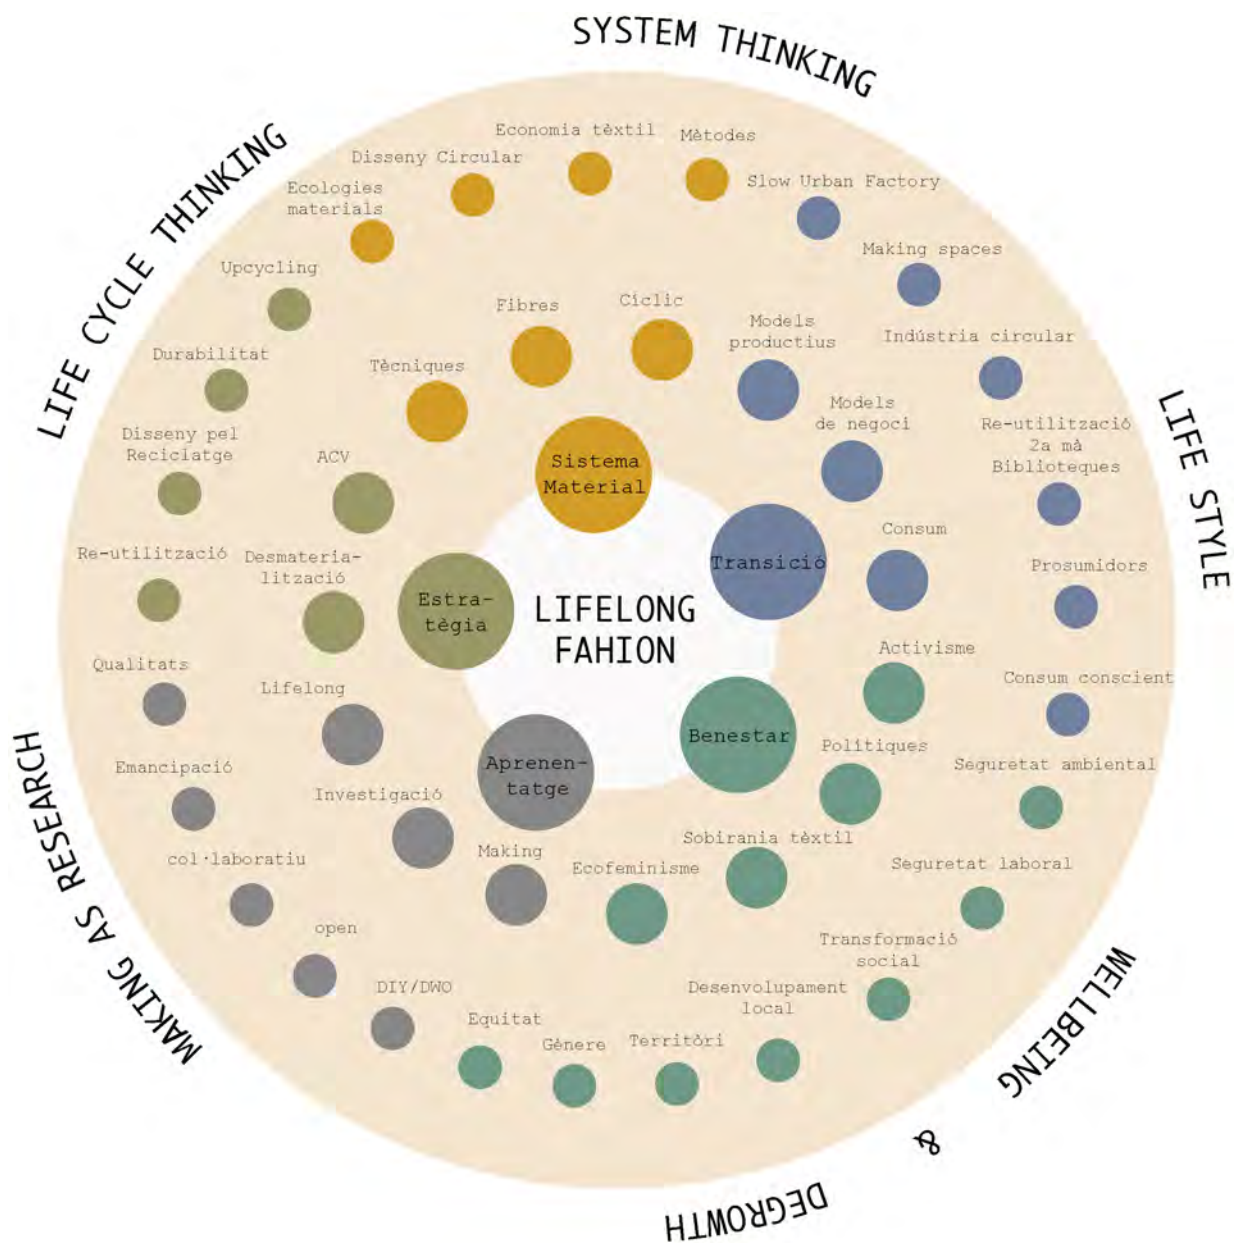 SYSTEM THINKING
LIFE CYCLE THINKING
LIFE STYLE
MAKING AS RESEARCH
WELLBEING
&
DEGROWTH
LIFELONG
FAHION
Sistema
Material
Transició
Benestar
Aprenen-
tatge
Estra-
tègia
Tècniques
Fibres
Cíclic
Models
productius
Models
de negoci
Consum
Activisme
Polítiques
Sobirania tèxtil
Ecofeminisme
Making
Investigació
Lifelong
Desmateria-
lització
ACV
Ecologies
materials
Disseny Circular
Economia tèxtil
Mètodes
Slow Urban Factory
Making spaces
Indústria circular
Re-utilització
2a mà
Biblioteques
Prosumidors
Consum conscient
Seguretat ambiental
Seguretat laboral
Transformació
social
Desenvolupament
local
Territòri
Gènere
Equitat
DIY/DWO
open
col·laboratiu
Emancipació
Qualitats
Re-utilització
Disseny pel
Reciclatge
Durabilitat
Upcycling